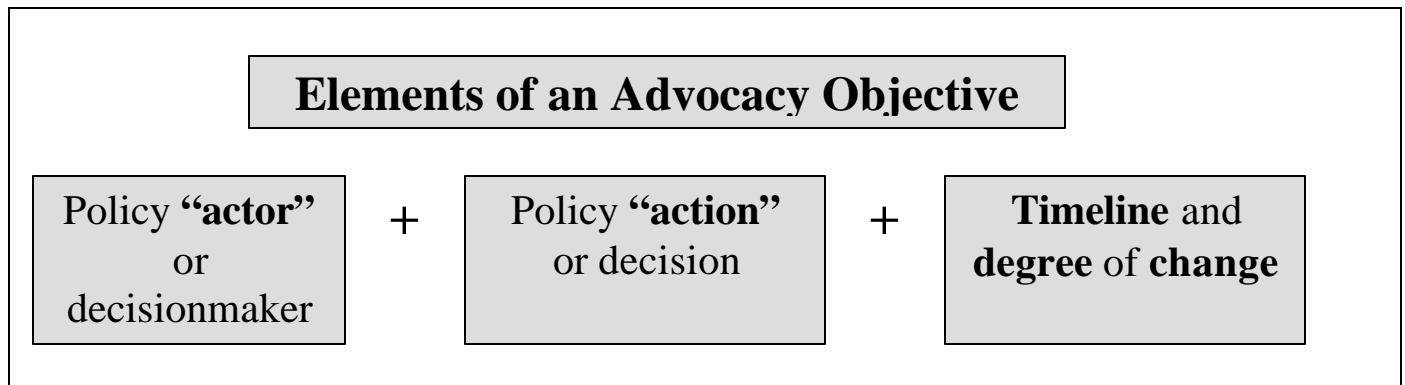 Elements of an Advocacy Objective
Policy “actor”
or
decisionmaker
+
Policy “action”
or decision
+
Timeline and
degree of change